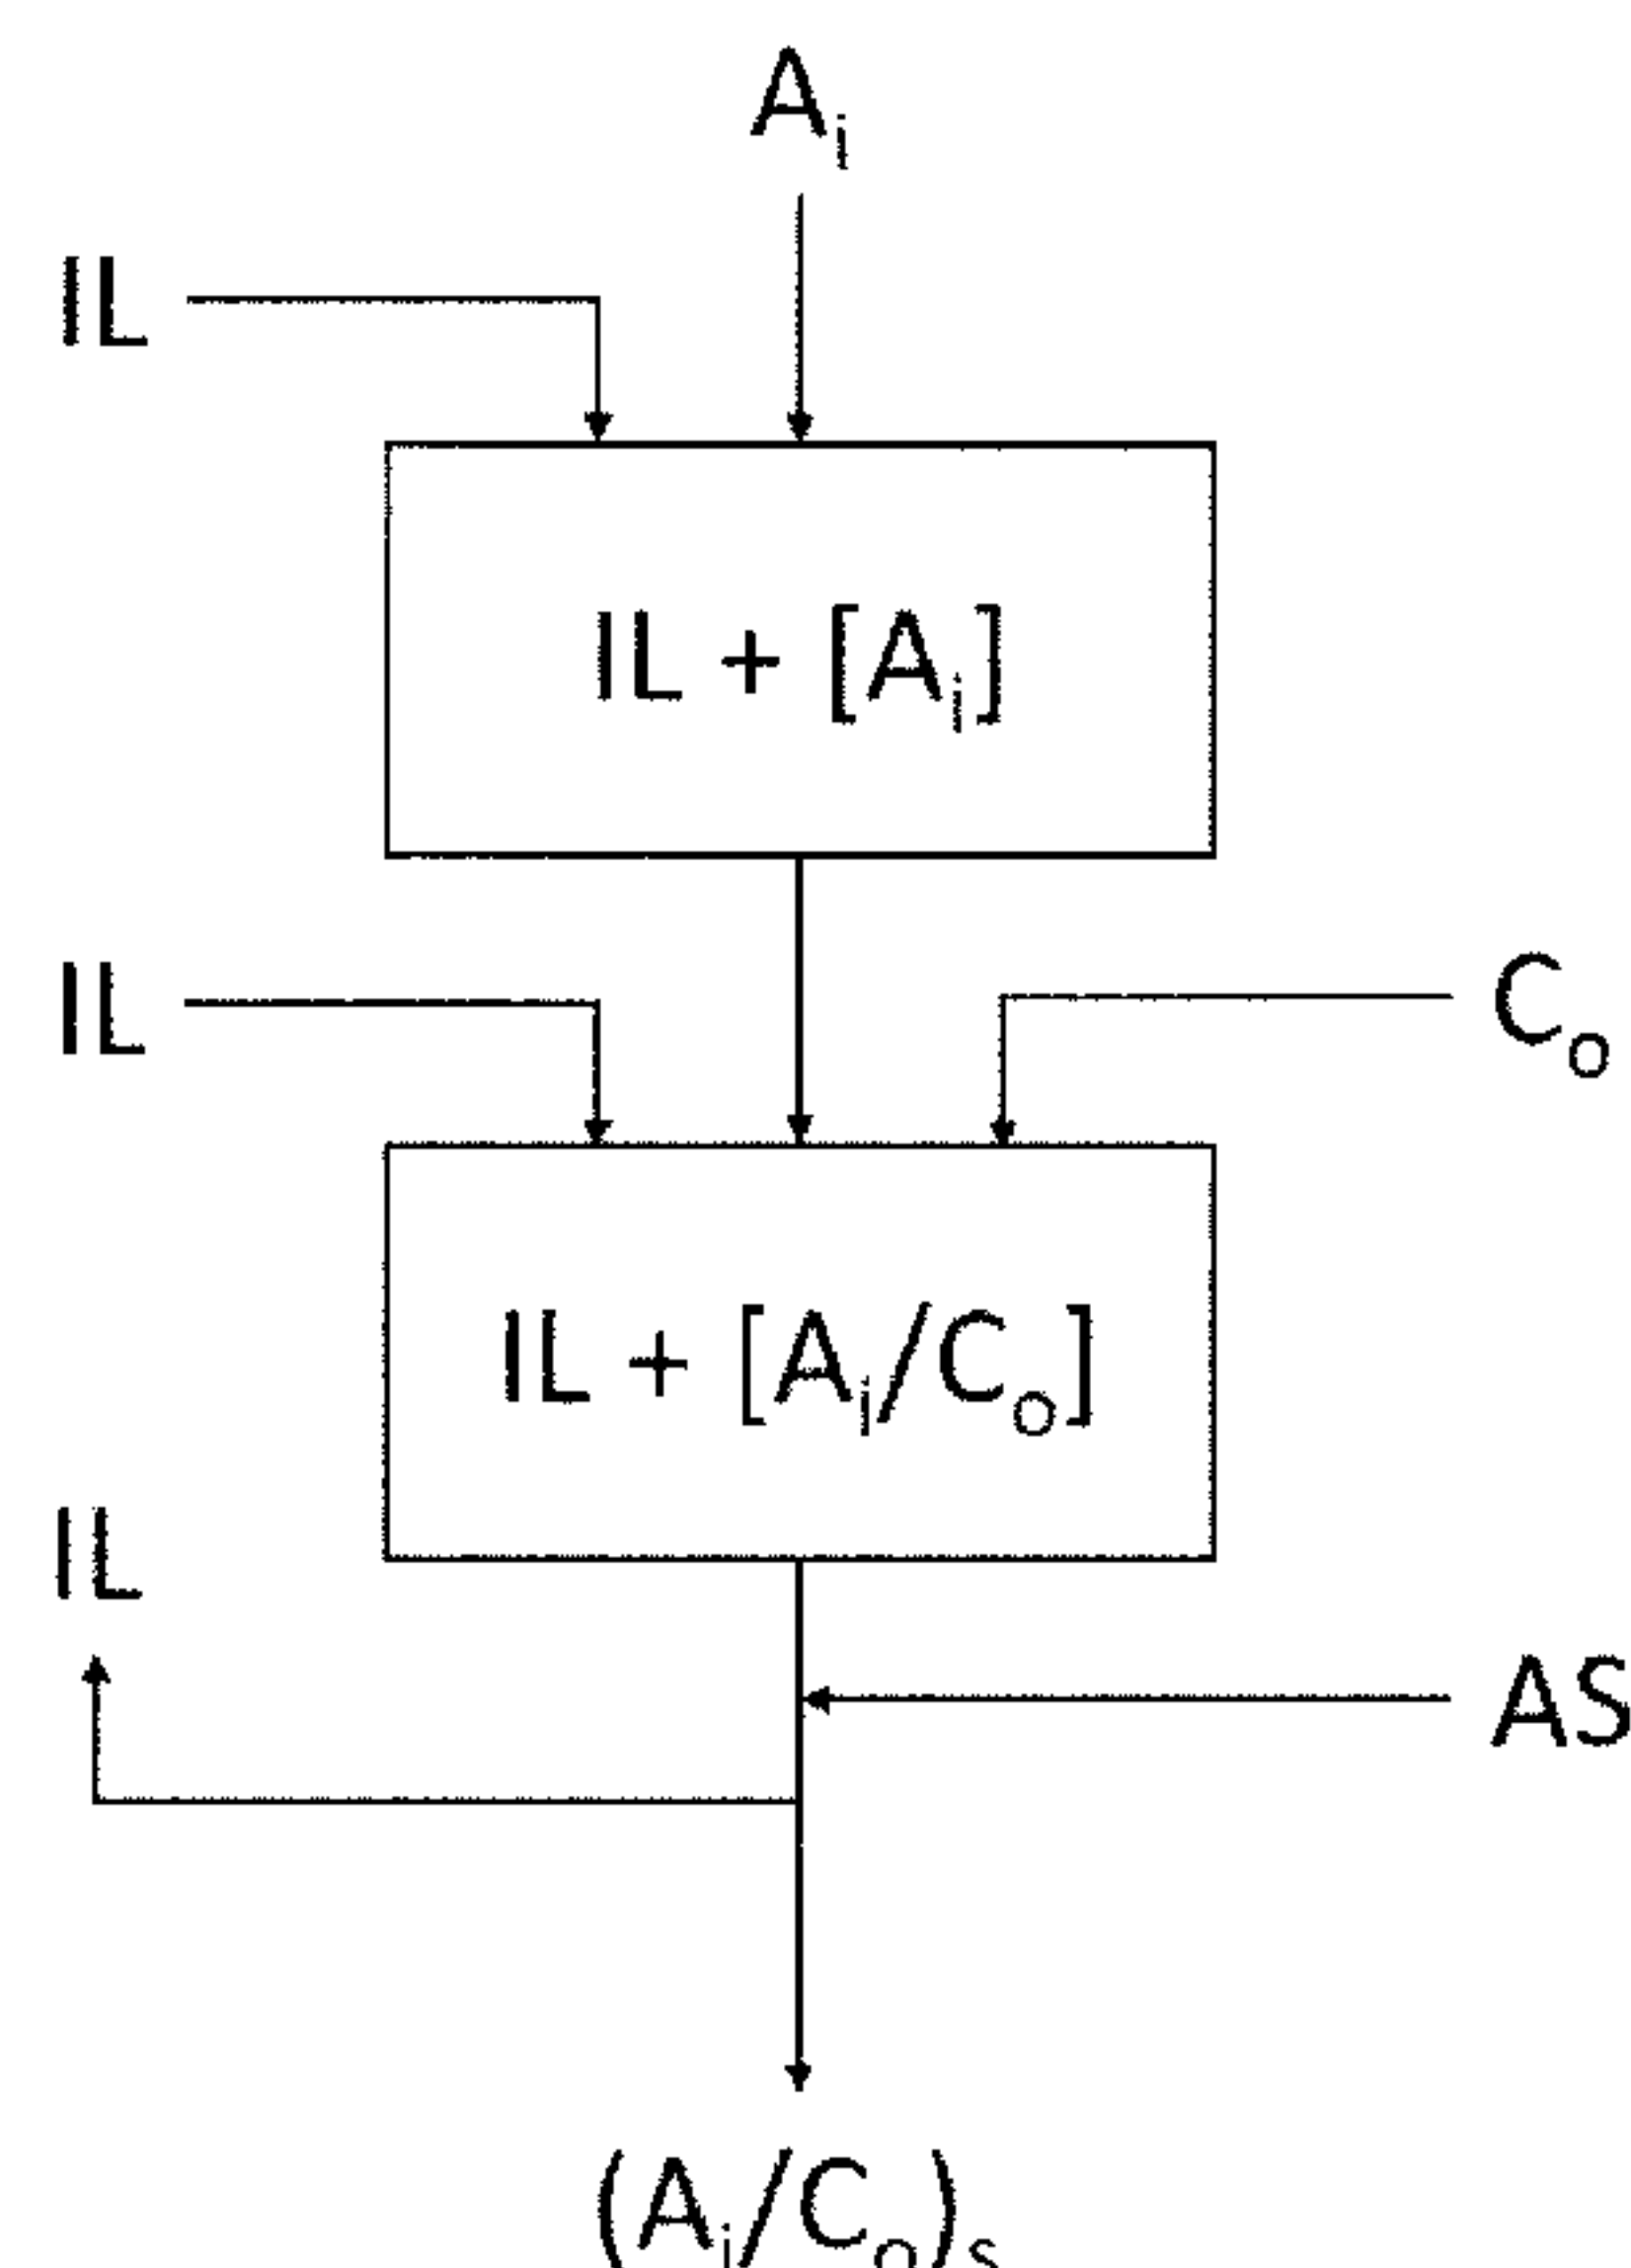 Aᵢ
IL
IL + [Aᵢ]
IL
Cₒ
IL + [Aᵢ/Cₒ]
IL
AS
(Aᵢ/Cₒ)ₛ